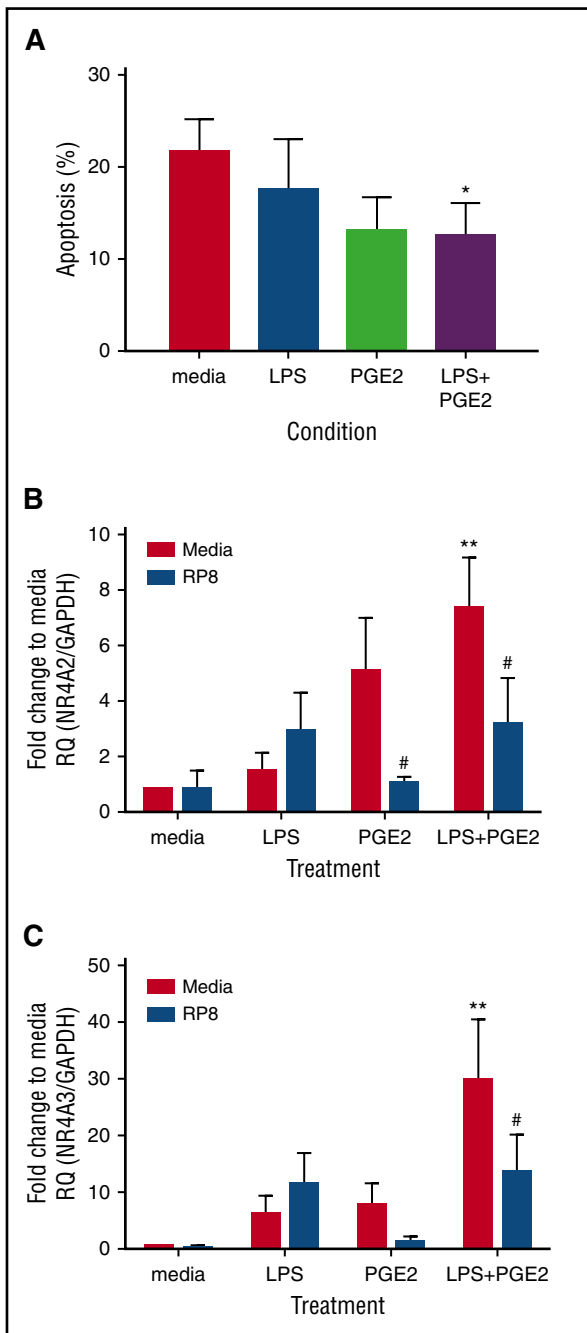 A
30
20
10
0
Apoptosis (%)
*
media
LPS
PGE2
LPS+
PGE2
Condition
B
Media
RP8
10
8
6
4
2
0
Fold change to media
RQ (NR4A2/GAPDH)
#
**
#
media
LPS
PGE2
LPS+PGE2
Treatment
C
Media
RP8
50
40
30
20
10
0
Fold change to media
RQ (NR4A3/GAPDH)
**
#
media
LPS
PGE2
LPS+PGE2
Treatment